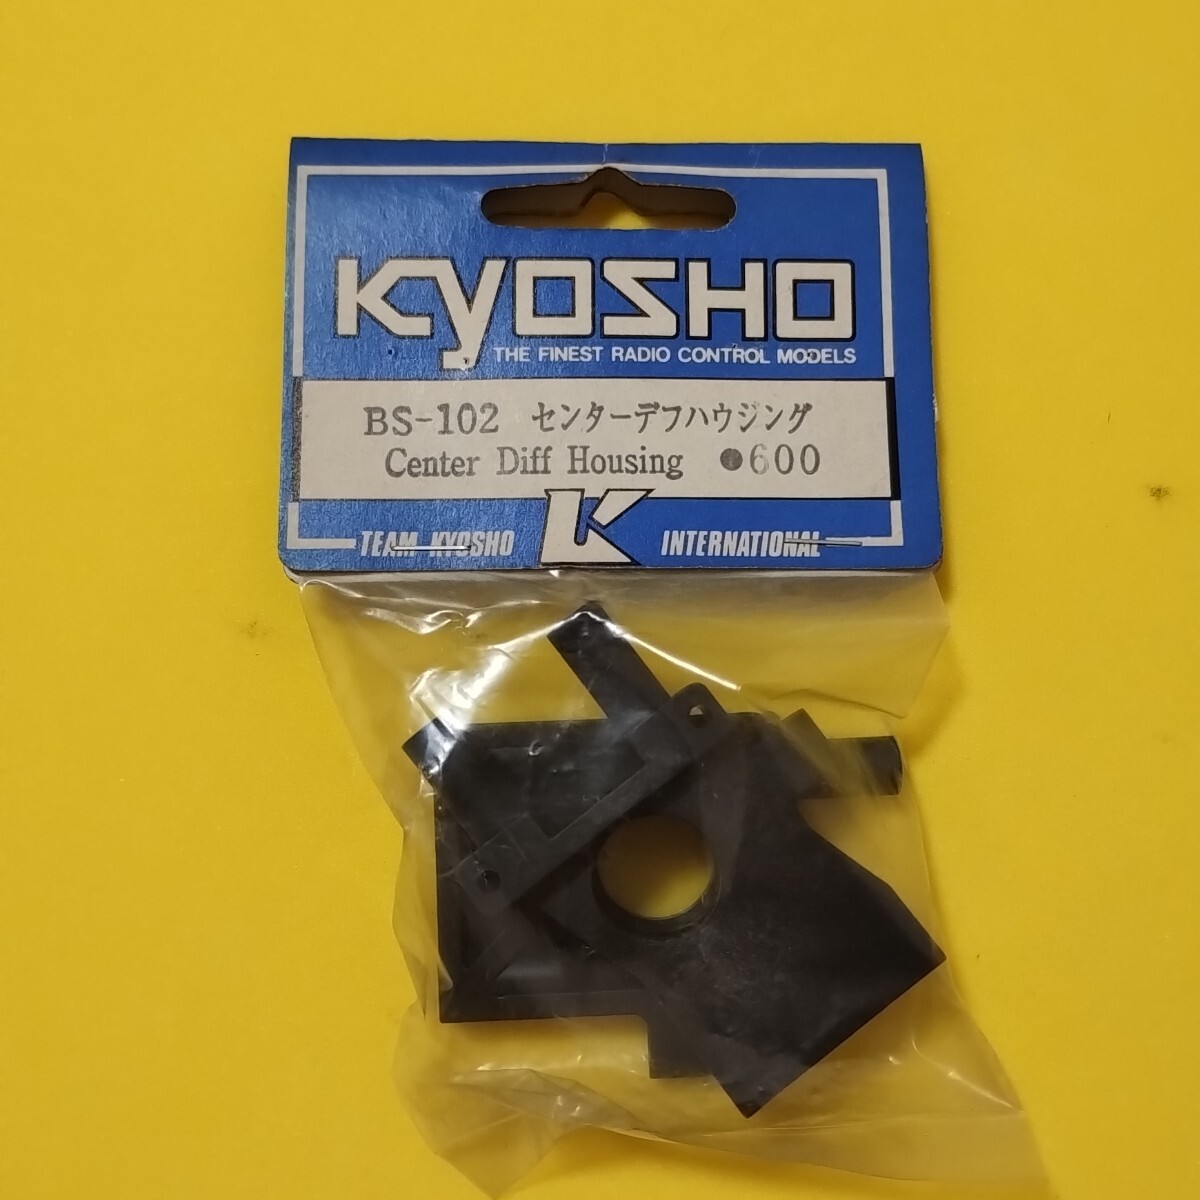 KYOSHO
THE FINEST RADIO CONTROL MODELS
BS-102 センターデフハウジング
Center Diff Housing ●600
TEAM KYOSHO K INTERNATIONAL